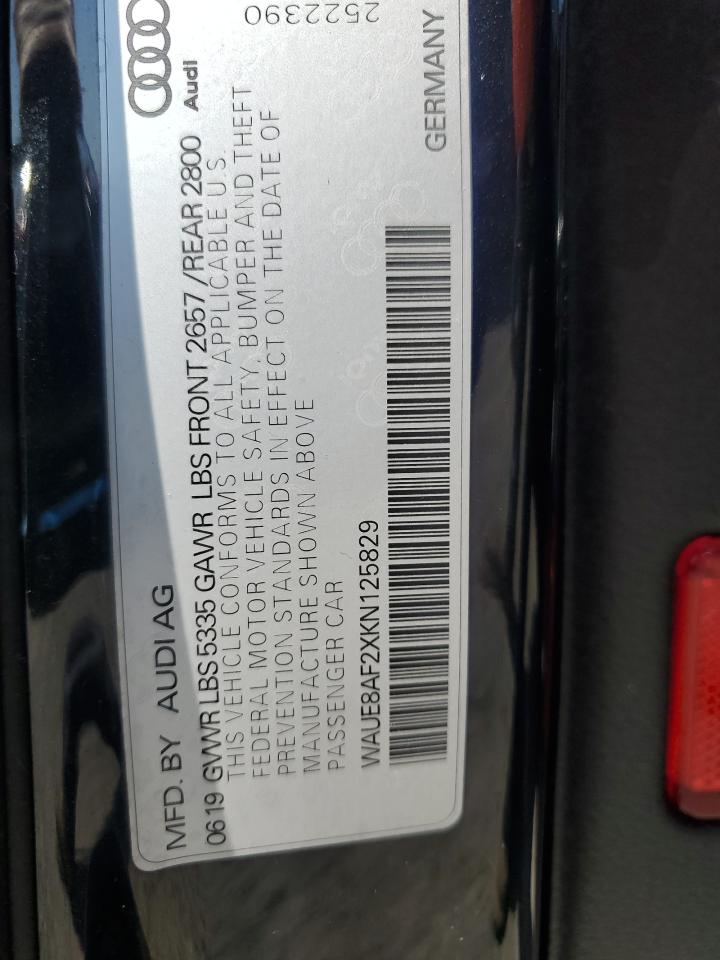 MFD. BY AUDI AG
06 19 GVWR LBS 5335 GAWR LBS FRONT 2657 / REAR 2800
THIS VEHICLE CONFORMS TO ALL APPLICABLE U.S.
FEDERAL MOTOR VEHICLE SAFETY, BUMPER AND THEFT
PREVENTION STANDARDS IN EFFECT ON THE DATE OF
MANUFACTURE SHOWN ABOVE
PASSENGER CAR
WAUE8AF2XKN125829
Audi
2522390
GERMANY